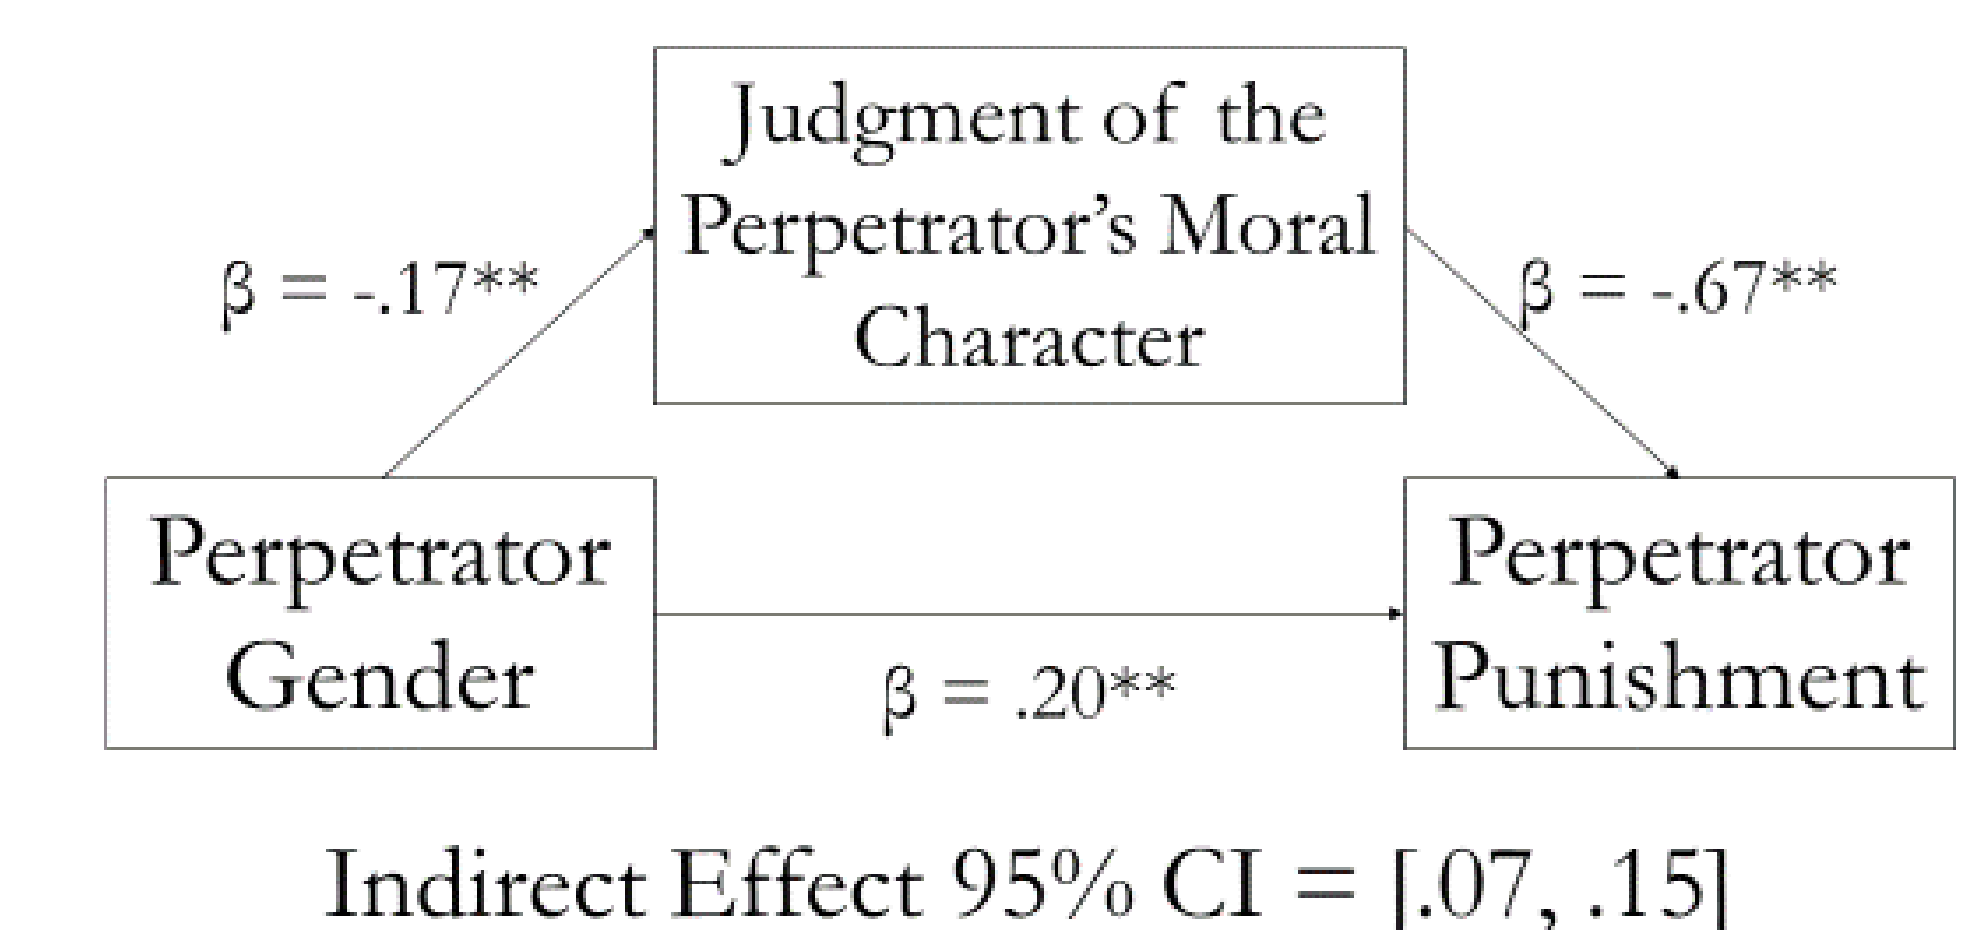 Judgment of the
Perpetrator's Moral
Character
β = -.17**
β = -.67**
Perpetrator
Gender
β = .20**
Perpetrator
Punishment
Indirect Effect 95% CI = [.07, .15]